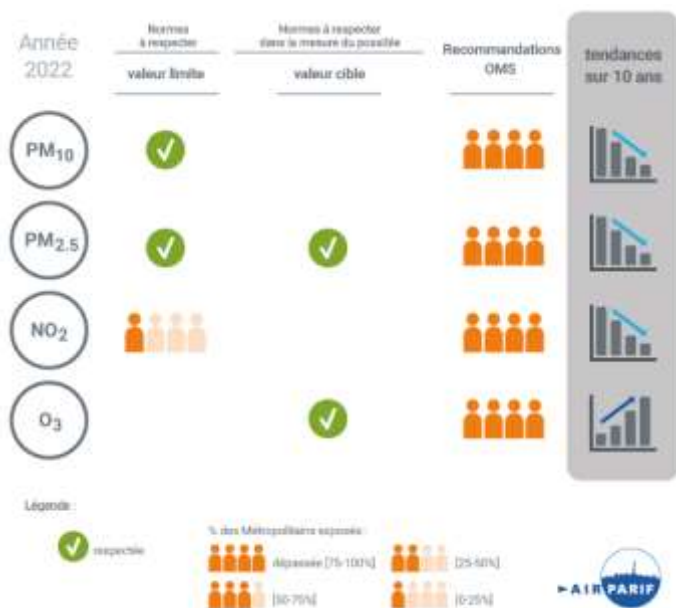 Année
2022
Normes
à respecter
valeur limite
Normes à respecter
dans la mesure du possible
valeur cible
Recommandations
OMS
tendances
sur 10 ans
PM10
PM2.5
NO2
O3
Légende :
respectée
% des Métropolitains exposés :
dépassée [75-100%]
[25-50%]
[50-75%]
[0-25%]
AIRPARIF